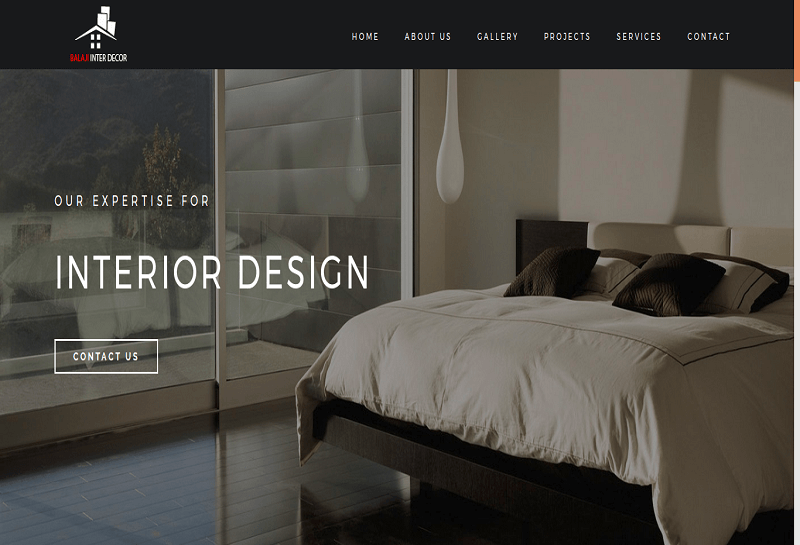 BALAJI INTER DECOR
HOME ABOUT US GALLERY PROJECTS SERVICES CONTACT
OUR EXPERTISE FOR
INTERIOR DESIGN
CONTACT US